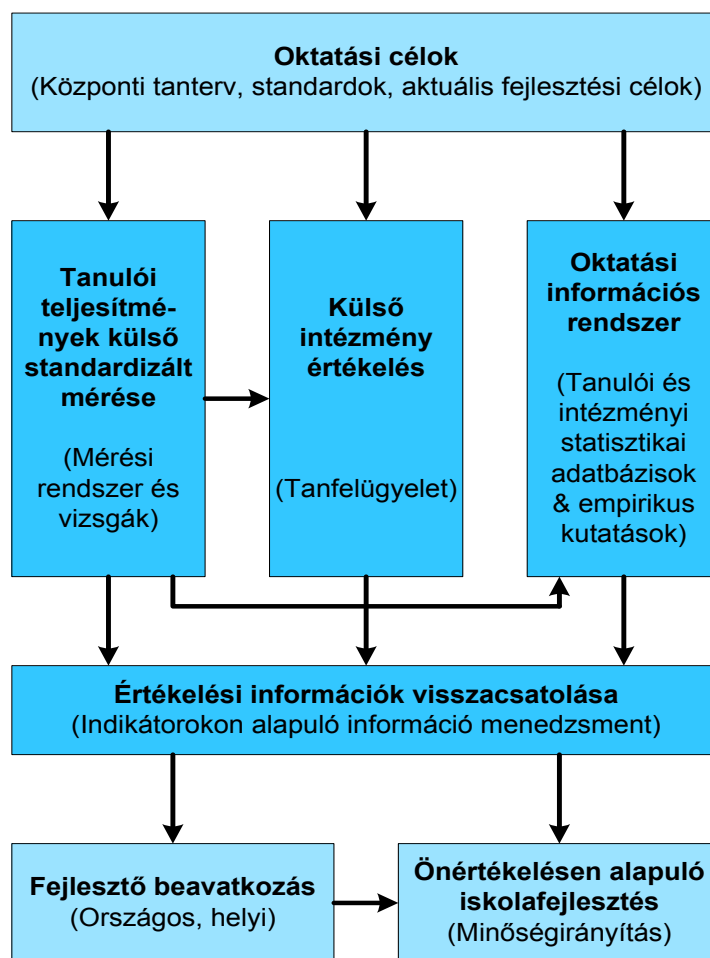 Oktatási célok
(Központi tanterv, standardok, aktuális fejlesztési célok)
Tanulói
teljesítmé-
nyek külső
standardizált
mérése
(Mérési
rendszer és
vizsgák)
Külső
intézmény
értékelés
(Tanfelügyelet)
Oktatási
információs
rendszer
(Tanulói és
intézményi
statisztikai
adatbázisok
& empirikus
kutatások)
Értékelési információk visszacsatolása
(Indikátorokon alapuló információ menedzsment)
Fejlesztő beavatkozás
(Országos, helyi)
Önértékelésen alapuló
iskolafejlesztés
(Minőségirányítás)